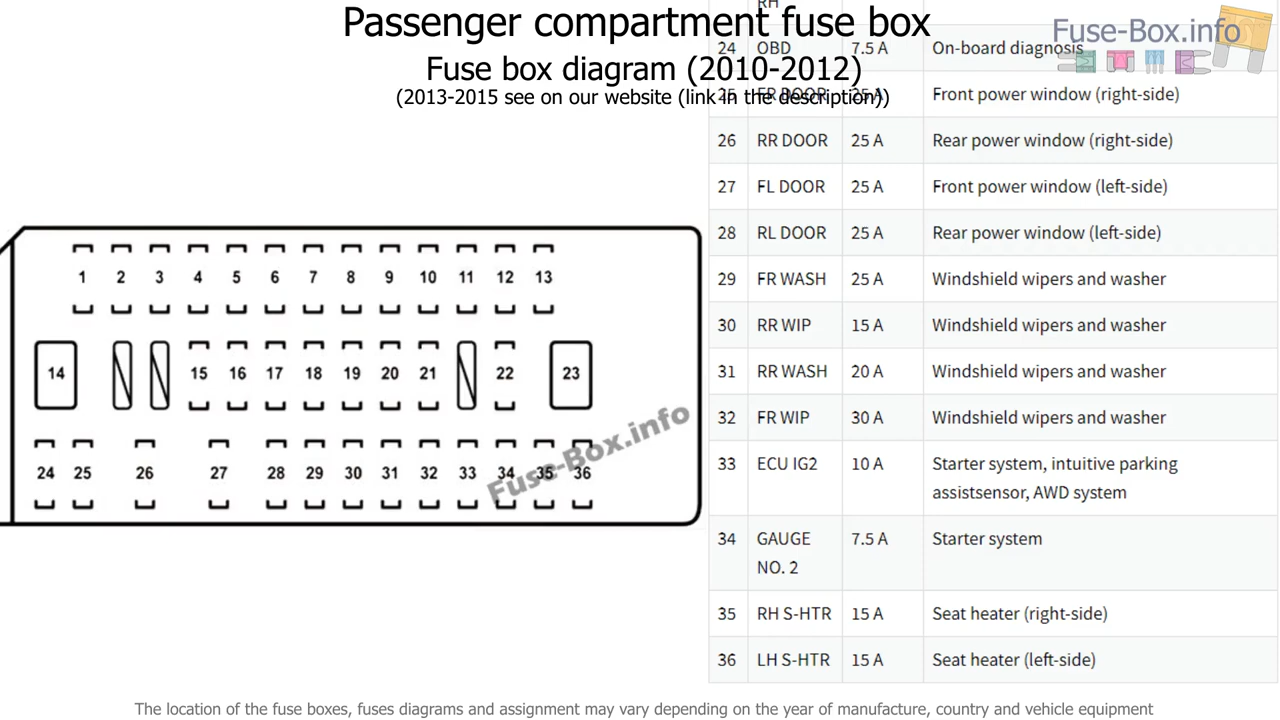 Passenger compartment fuse box
Fuse box diagram (2010-2012)
(2013-2015 see on our website (link in the description))
Fuse-Box.info
RH
24 OBD 7.5 A On-board diagnosis
25 FR DOOR 25 A Front power window (right-side)
26 RR DOOR 25 A Rear power window (right-side)
27 FL DOOR 25 A Front power window (left-side)
28 RL DOOR 25 A Rear power window (left-side)
29 FR WASH 25 A Windshield wipers and washer
30 RR WIP 15 A Windshield wipers and washer
31 RR WASH 20 A Windshield wipers and washer
32 FR WIP 30 A Windshield wipers and washer
33 ECU IG2 10 A Starter system, intuitive parking
assistsensor, AWD system
34 GAUGE 7.5 A Starter system
NO. 2
35 RH S-HTR 15 A Seat heater (right-side)
36 LH S-HTR 15 A Seat heater (left-side)
1 2 3 4 5 6 7 8 9 10 11 12 13
14 15 16 17 18 19 20 21 22 23
24 25 26 27 28 29 30 31 32 33 34 35 36
Fuse-Box.info
The location of the fuse boxes, fuses diagrams and assignment may vary depending on the year of manufacture, country and vehicle equipment